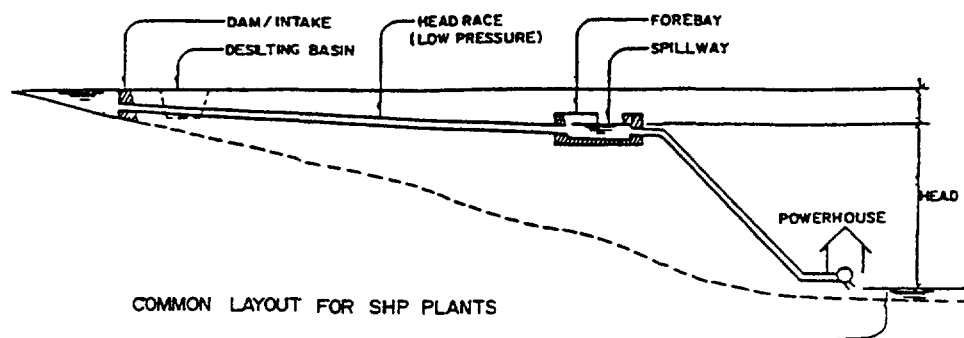 DAM/INTAKE
DESILTING BASIN
HEAD RACE
(LOW PRESSURE)
FOREBAY
SPILLWAY
HEAD
POWERHOUSE
COMMON LAYOUT FOR SHP PLANTS